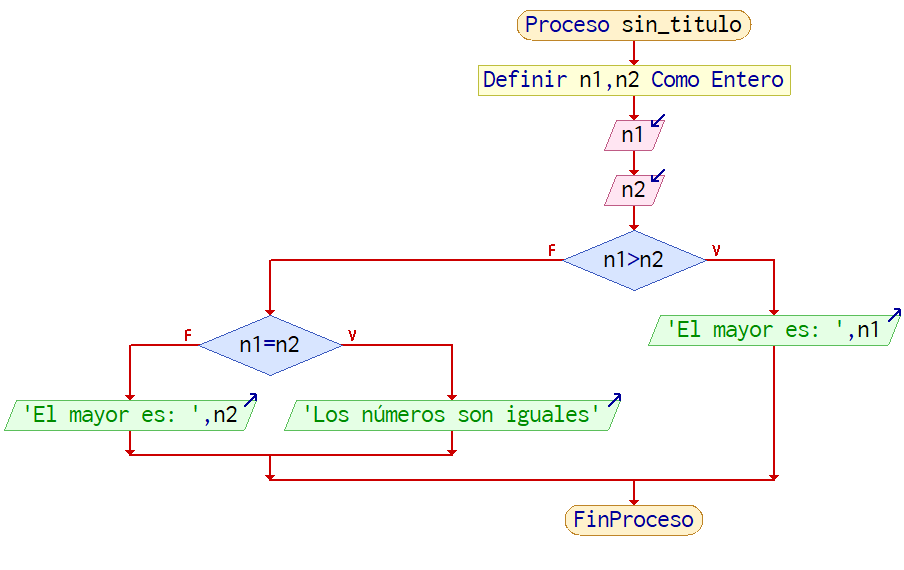 Proceso sin_titulo
Definir n1,n2 Como Entero
n1
n2
F
n1>n2
V
'El mayor es: ',n1
F
n1=n2
V
'El mayor es: ',n2
'Los números son iguales'
FinProceso